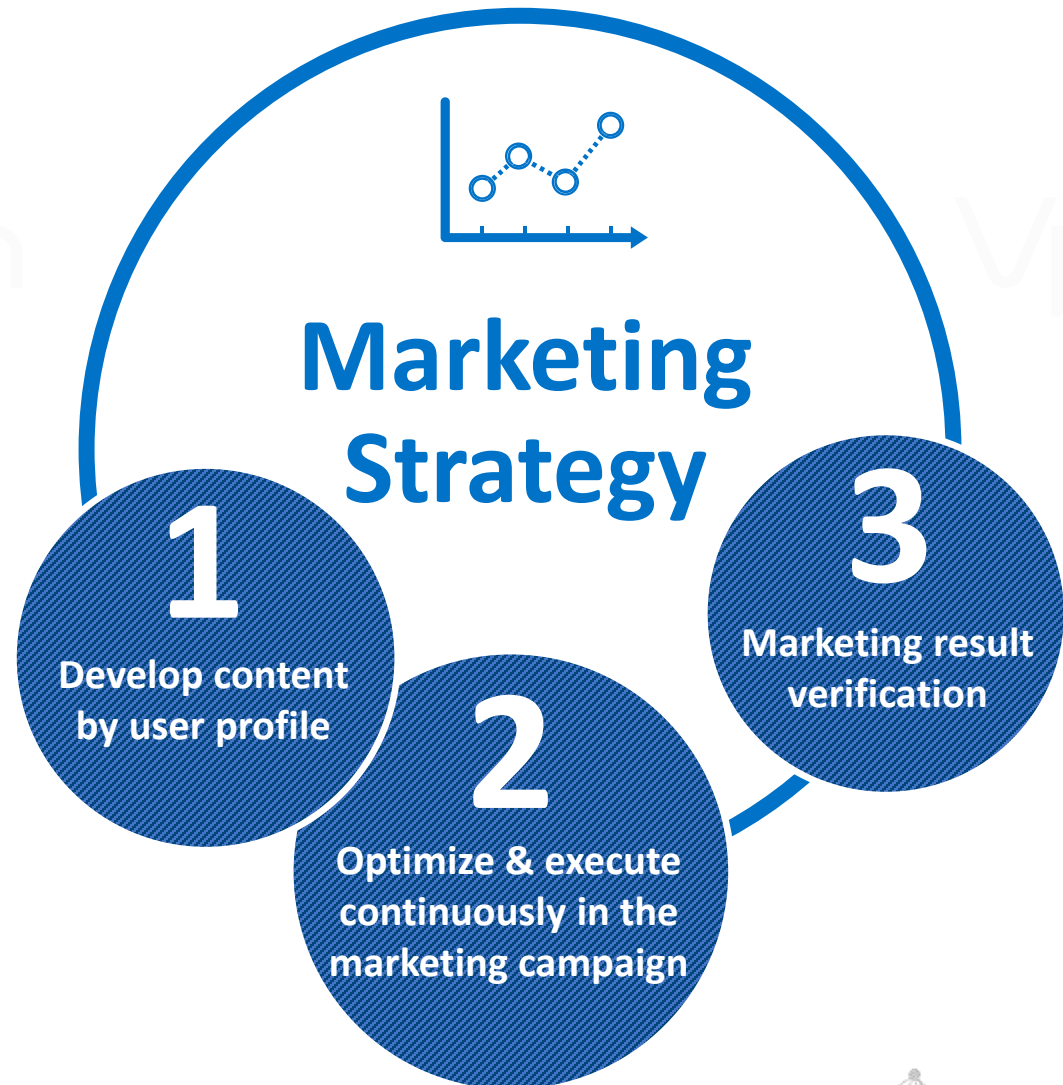 Marketing
Strategy
1
Develop content
by user profile
2
Optimize & execute
continuously in the
marketing campaign
3
Marketing result
verification